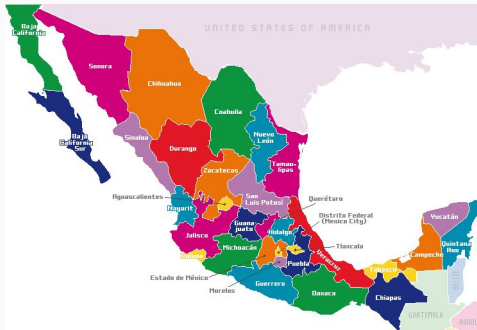 Baja
California
UNITED STATES OF AMERICA
Sonora
Chihuahua
Coahuila
Baja
California
Sur
Sinaloa
Durango
Nuevo
León
Zacatecas
Tamau-
lipas
San
Luis Potosí
Aguascalientes
Nayarit
Querétaro
Distrito Federal
(Mexico City)
Guana-
juato
Hidalgo
Jalisco
Tlaxcala
Yucatán
Quintana
Roo
Campeche
Michoacán
Colima
Veracruz
Puebla
Tabasco
Estado de México
Morelos
Guerrero
Oaxaca
Chiapas
BELIZE
GUATEMALA